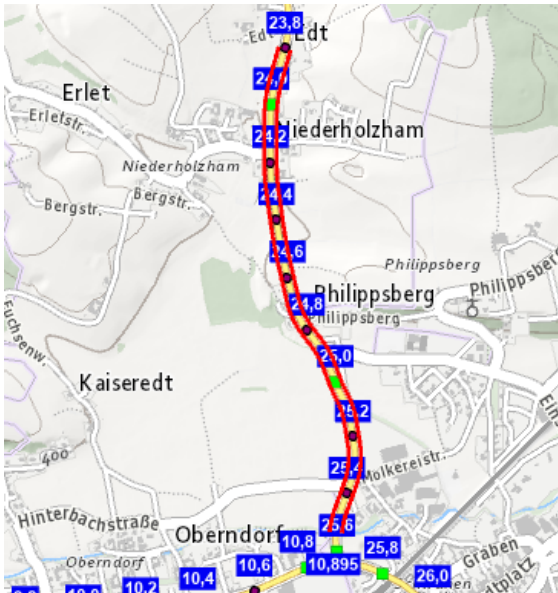 23,8
Edt
Edt
24,0
Erlet
Erlefstr.
24,2
Niederholzham
Niederholzham
Bergstr.
Bergstr.
24,4
24,6
Philippsberg
Philippsberg
Philippsberg
24,8
Philippsberg
Fuchsenw.
25,0
Kaiseredt
25,2
400
25,4
Molkereistr.
Hinterbachstraße
25,6
Oberndorf
10,8
25,8
Graben
Oberndorf
10,6
10,895
10,4
26,0
10,2